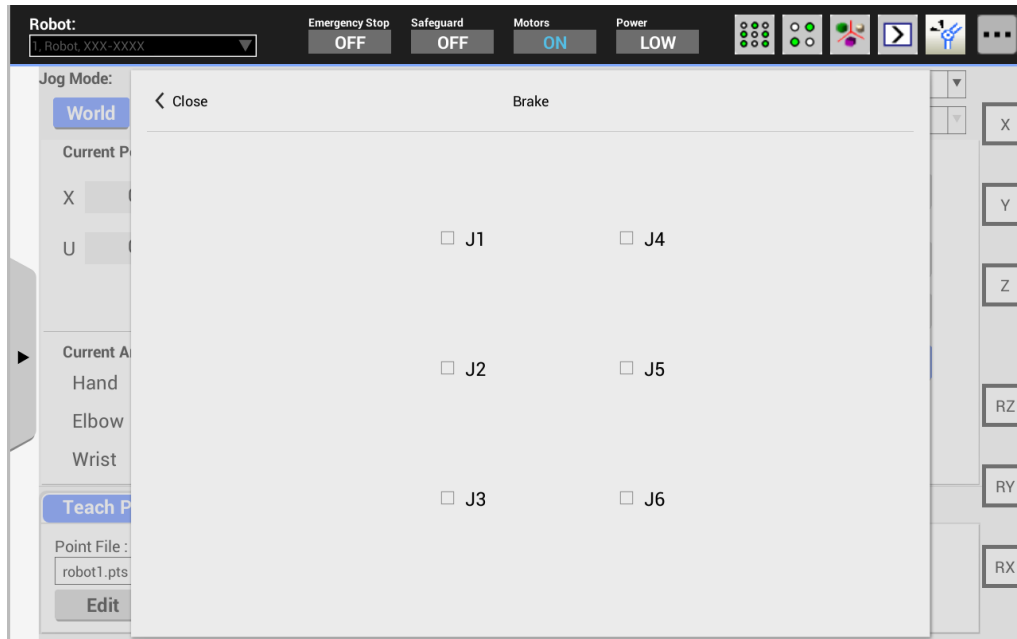 Robot:
Emergency Stop Safeguard Motors Power
1, Robot, XXX-XXXX OFF OFF ON LOW
Jog Mode:
Close Brake
World
X
Current P
X
Y
J1 J4
U
Z
Current A
J2 J5
Hand
RZ
Elbow
Wrist
RY
J3 J6
Teach P
Point File :
RX
robot1.pts
Edit